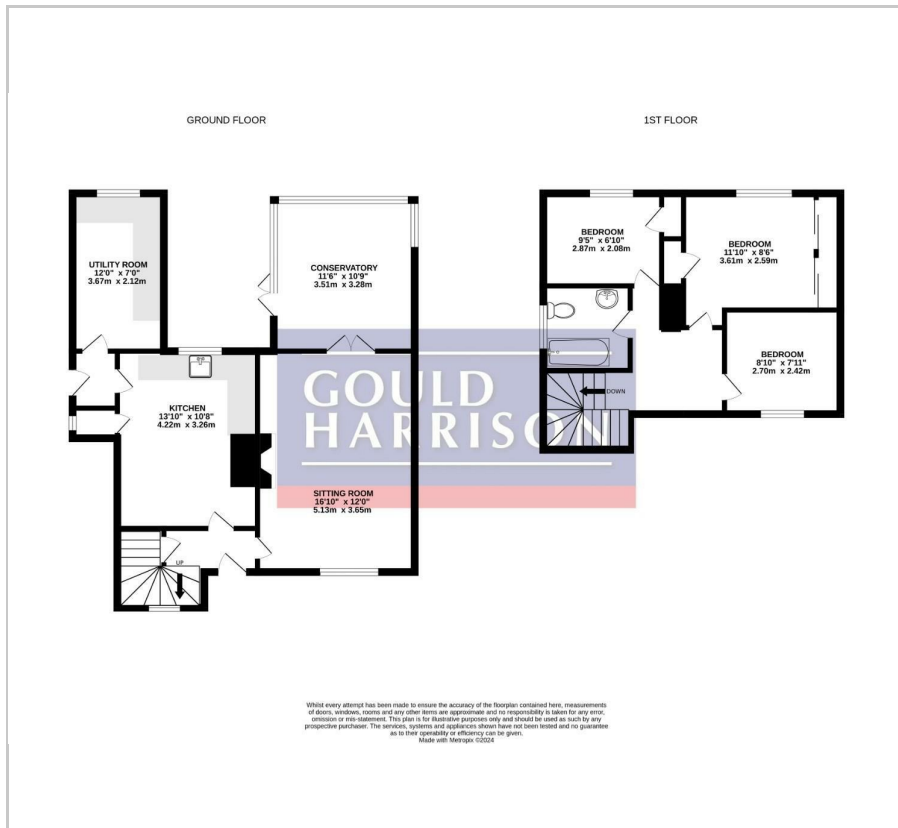 GROUND FLOOR
1ST FLOOR
UTILITY ROOM
12'0" x 7'0"
3.67m x 2.12m
CONSERVATORY
11'6" x 10'9"
3.51m x 3.28m
KITCHEN
13'10" x 10'8"
4.22m x 3.26m
SITTING ROOM
16'10" x 12'0"
5.13m x 3.65m
UP
BEDROOM
9'5" x 6'10"
2.87m x 2.08m
BEDROOM
11'10" x 8'6"
3.61m x 2.59m
BEDROOM
8'10" x 7'11"
2.70m x 2.42m
DOWN
GOULD
HARRISON
Whilst every attempt has been made to ensure the accuracy of the floorplan contained here, measurements
of doors, windows, rooms and any other items are approximate and no responsibility is taken for any error,
omission or mis-statement. This plan is for illustrative purposes only and should be used as such by any
prospective purchaser. The services, systems and appliances shown have not been tested and no guarantee
as to their operability or efficiency can be given.
Made with Metropix ©2024